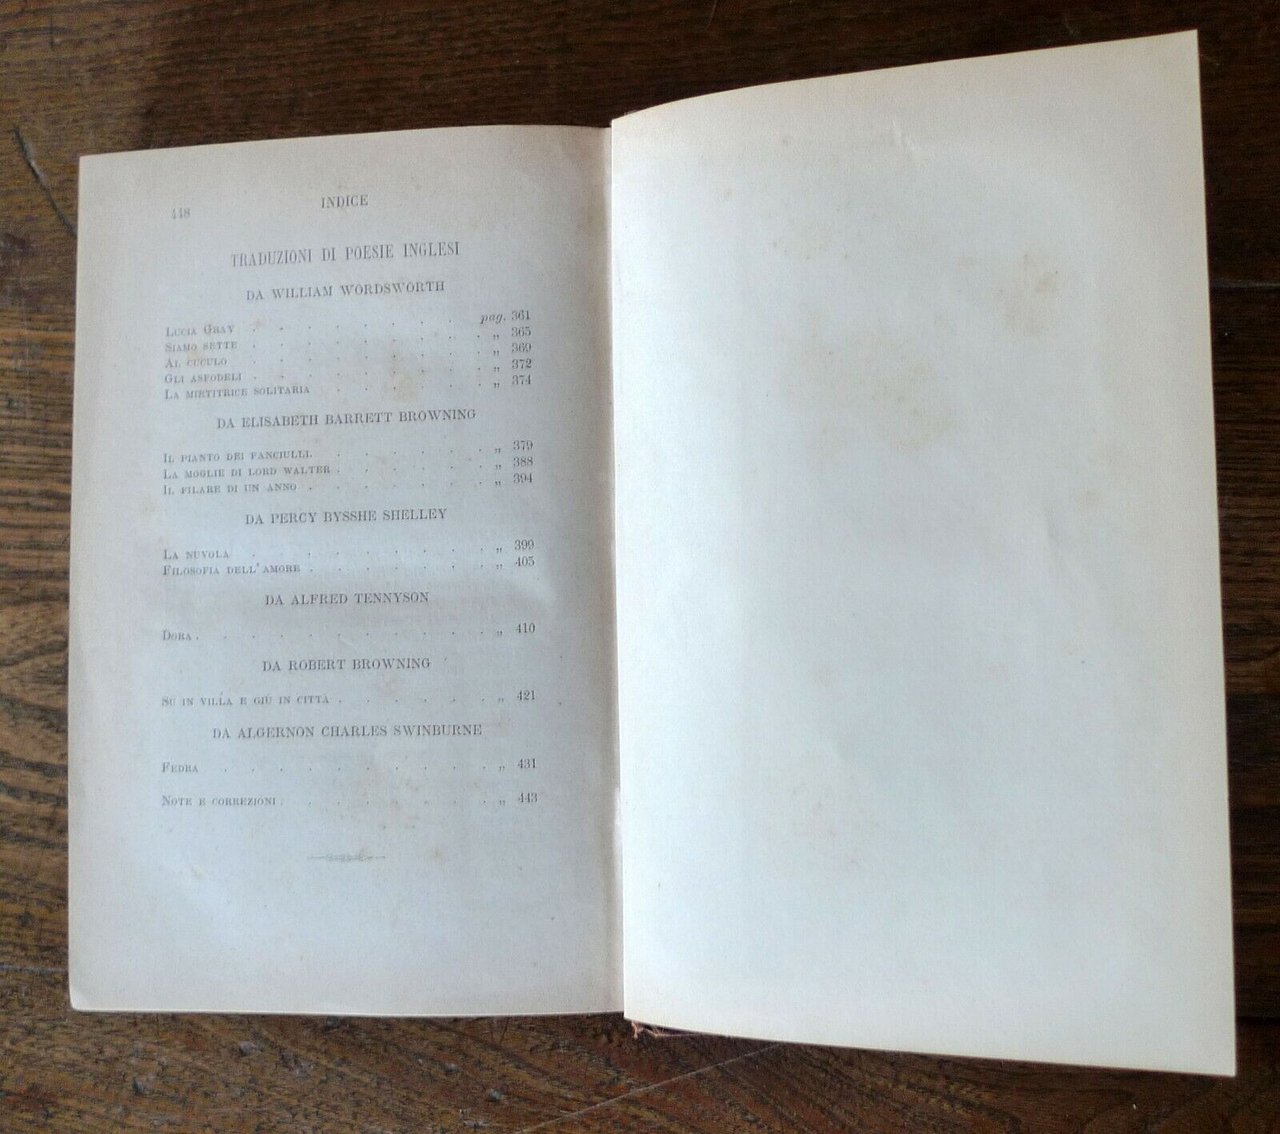 448 INDICE
TRADUZIONI DI POESIE INGLESI
DA WILLIAM WORDSWORTH
LUCIA GRAY . . . . . . . . pag. 361
SIAMO SETTE . . . . . . . . „ 365
AL CUCULO . . . . . . . . „ 369
GLI ASFODELI . . . . . . . . „ 372
LA MIETITRICE SOLITARIA . . . . . . „ 374
DA ELISABETH BARRETT BROWNING
IL PIANTO DEI FANCIULLI. . . . . . . „ 379
LA MOGLIE DI LORD WALTER . . . . . . „ 388
IL FILARE DI UN ANNO . . . . . . . „ 394
DA PERCY BYSSHE SHELLEY
LA NUVOLA . . . . . . . . . „ 399
FILOSOFIA DELL'AMORE . . . . . . . „ 405
DA ALFRED TENNYSON
DORA . . . . . . . . . . . „ 410
DA ROBERT BROWNING
SU IN VILLA E GIÙ IN CITTÀ . . . . . . „ 421
DA ALGERNON CHARLES SWINBURNE
FEDRA . . . . . . . . . . „ 431
NOTE E CORREZIONI . . . . . . . . „ 443